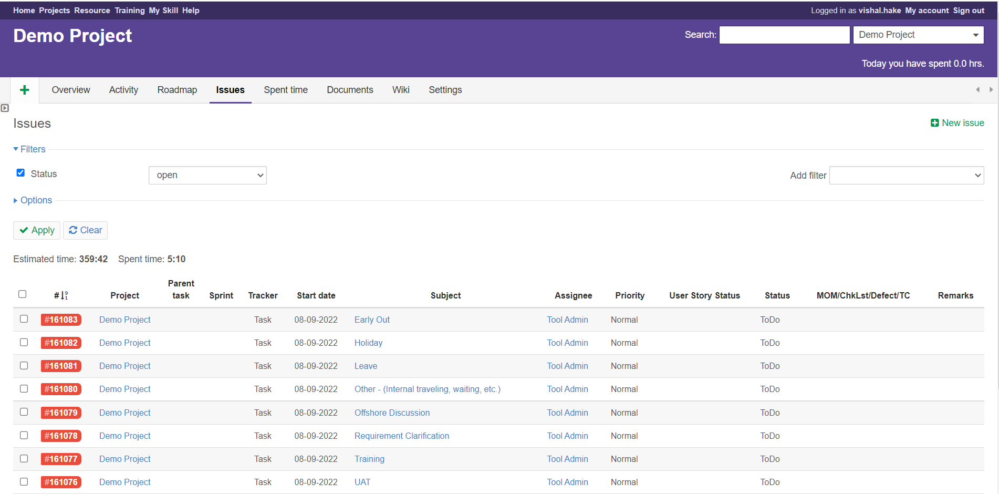 Home Projects Resource Training My Skill Help Logged in as vishal.hake My account Sign out
Demo Project Search: Demo Project
Today you have spent 0.0 hrs.
+ Overview Activity Roadmap Issues Spent time Documents Wiki Settings
Issues New issue
Filters
Status open Add filter
Options
Apply Clear
Estimated time: 359:42 Spent time: 5:10
# Project Parent task Sprint Tracker Start date Subject Assignee Priority User Story Status Status MOM/ChkLst/Defect/TC Remarks
#161083 Demo Project Task 08-09-2022 Early Out Tool Admin Normal ToDo
#161082 Demo Project Task 08-09-2022 Holiday Tool Admin Normal ToDo
#161081 Demo Project Task 08-09-2022 Leave Tool Admin Normal ToDo
#161080 Demo Project Task 08-09-2022 Other - (Internal traveling, waiting, etc.) Tool Admin Normal ToDo
#161079 Demo Project Task 08-09-2022 Offshore Discussion Tool Admin Normal ToDo
#161078 Demo Project Task 08-09-2022 Requirement Clarification Tool Admin Normal ToDo
#161077 Demo Project Task 08-09-2022 Training Tool Admin Normal ToDo
#161076 Demo Project Task 08-09-2022 UAT Tool Admin Normal ToDo